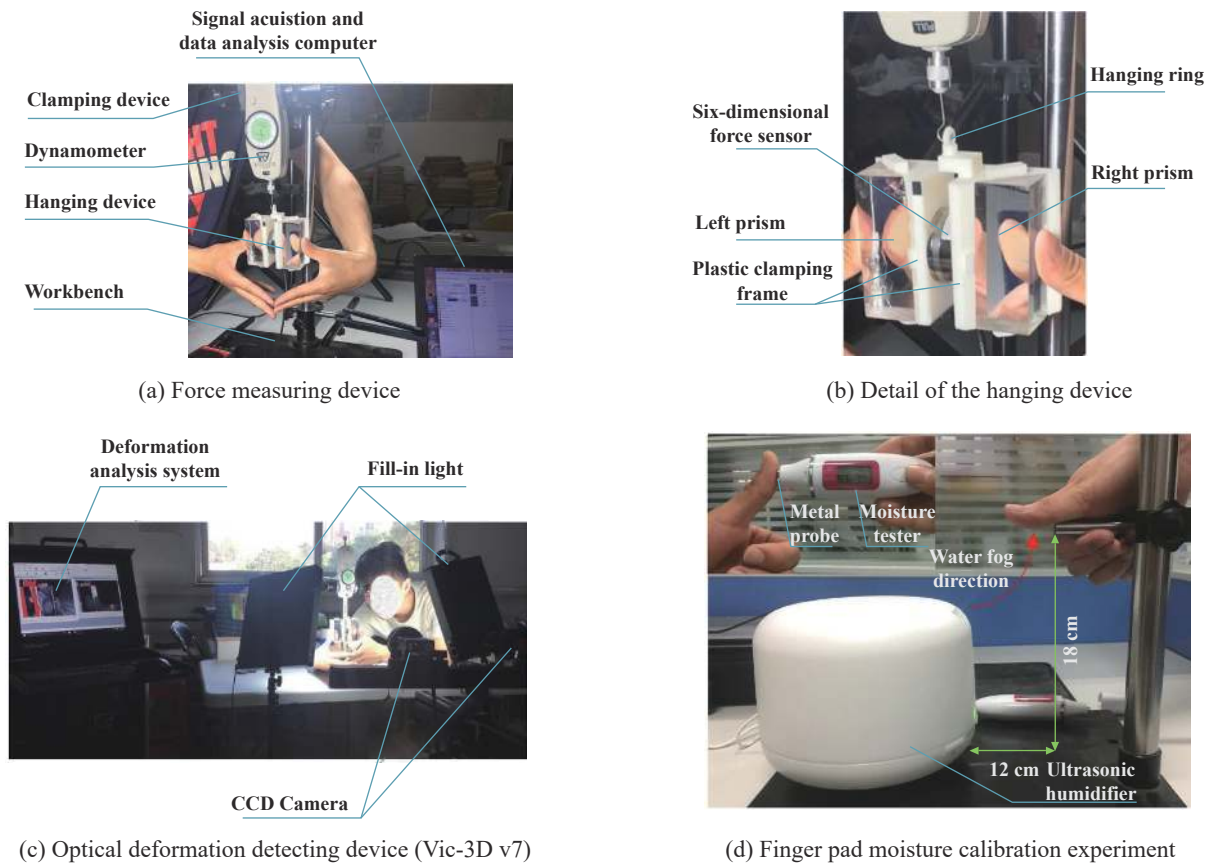 Signal acuistion and
data analysis computer
Clamping device
Dynamometer
Hanging device
Workbench
(a) Force measuring device
Hanging ring
Six-dimensional
force sensor
Right prism
Left prism
Plastic clamping
frame
(b) Detail of the hanging device
Deformation
analysis system
Fill-in light
CCD Camera
(c) Optical deformation detecting device (Vic-3D v7)
Metal
probe
Moisture
tester
Water fog
direction
18 cm
12 cm
Ultrasonic
humidifier
(d) Finger pad moisture calibration experiment